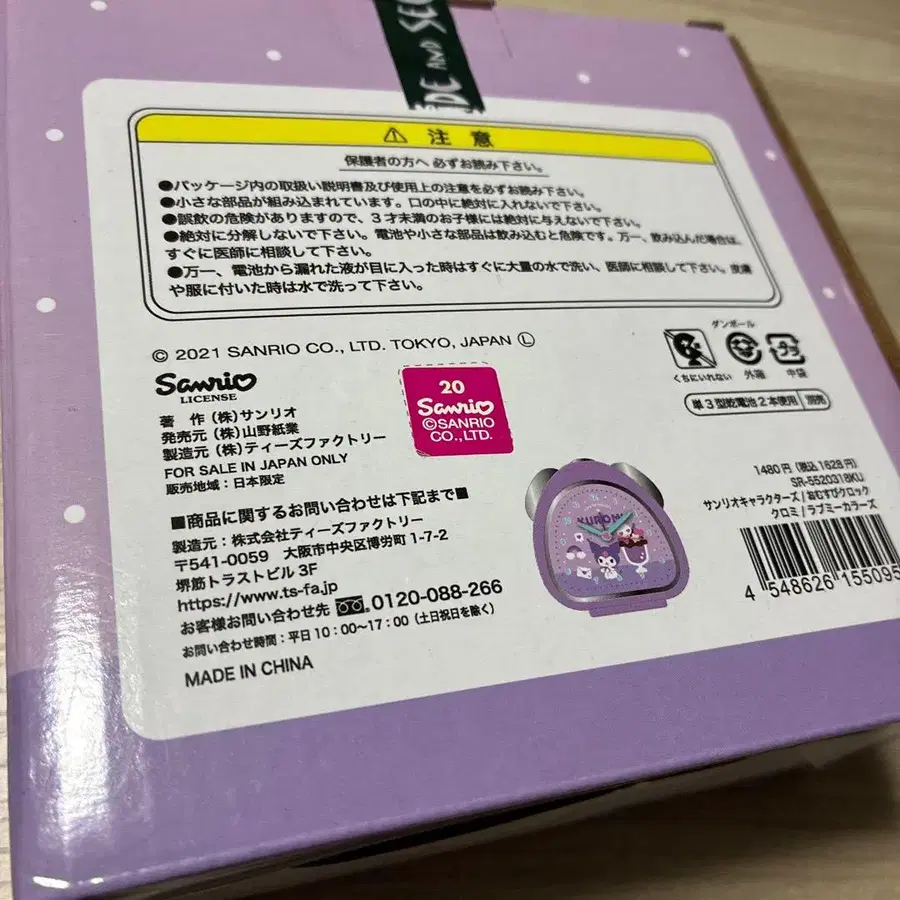 DE AND SEC
⚠ 注意
保護者の方へ 必ずお読み下さい。
●パッケージ内の取扱い説明書及び使用上の注意を必ずお読み下さい。
●小さな部品が組み込まれています。口の中に絶対に入れないで下さい。
●誤飲の危険がありますので、3才未満のお子様には絶対に与えないで下さい。
●絶対に分解しないで下さい。電池や小さな部品は飲み込むと危険です。万一、飲み込んだ場合は、
すぐに医師に相談して下さい。
●万一、電池から漏れた液が目に入った時はすぐに大量の水で洗い、医師に相談して下さい。皮膚
や服に付いた時は水で洗って下さい。
© 2021 SANRIO CO., LTD. TOKYO, JAPAN Ⓛ
Sanrio
LICENSE
著 作 (株)サンリオ
発売元 (株)山野紙業
製造元 (株)ティーズファクトリー
FOR SALE IN JAPAN ONLY
販売地域:日本限定
20
Sanrio
©SANRIO
CO.,LTD.
ダンボール
くちにいれない
外箱
中袋
プラ
単3型乾電池2本使用 別売
■商品に関するお問い合わせは下記まで■
製造元:株式会社ティーズファクトリー
〒541-0059 大阪市中央区博労町1-7-2
堺筋トラストビル 3F
https://www.ts-fa.jp
お客様お問い合わせ先 0120-088-266
お問い合わせ時間:平日10:00〜17:00(土日祝日を除く)
MADE IN CHINA
KUROMI
1480円(税込1628円)
SR-5520318KU
サンリオキャラクターズ/おむすびクロック
クロミ/ラブミーカラーズ
4 548626 155095